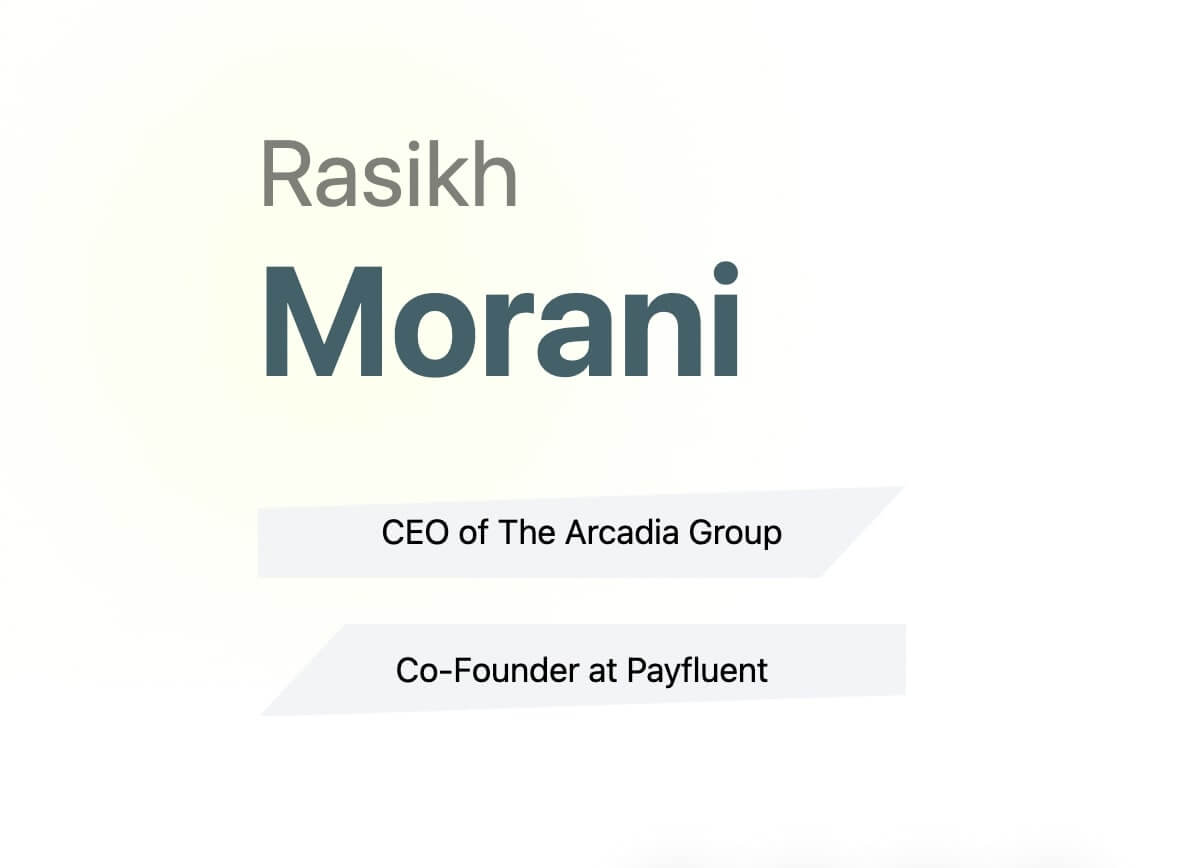 Rasikh
Morani
CEO of The Arcadia Group
Co-Founder at Payfluent